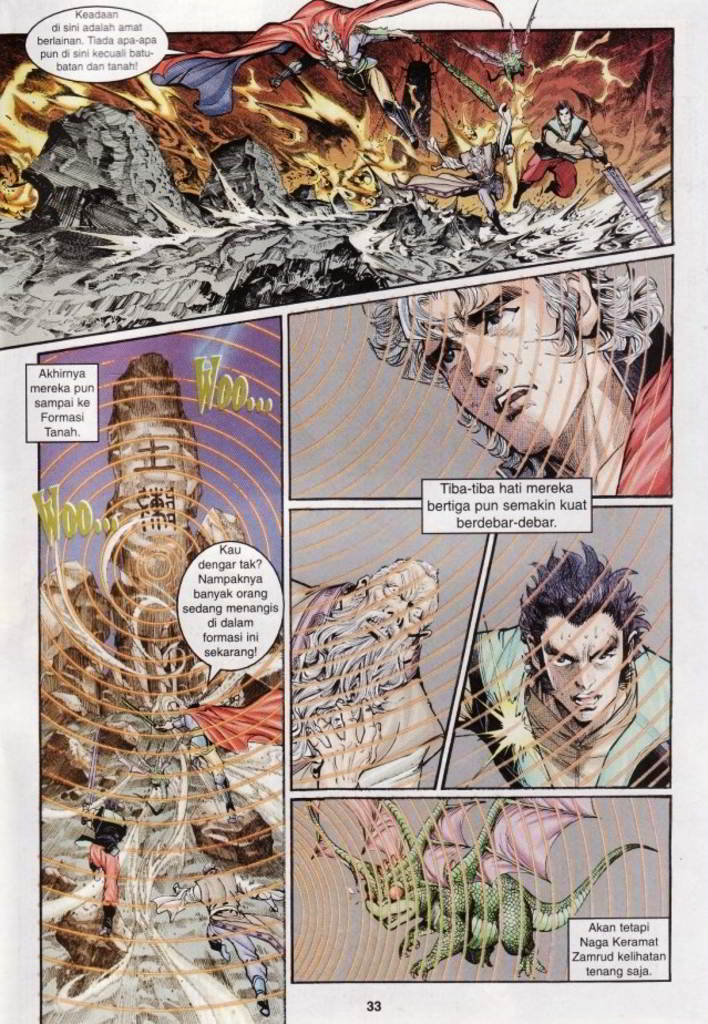 Keadaan
di sini adalah amat
berlainan. Tiada apa-apa
pun di sini kecuali batu-
batan dan tanah!
Akhirnya
mereka pun
sampai ke
Formasi
Tanah.
Woo...
Woo...
土
Kau
dengar tak?
Nampaknya
banyak orang
sedang menangis
di dalam
formasi ini
sekarang!
Tiba-tiba hati mereka
bertiga pun semakin kuat
berdebar-debar.
Akan tetapi
Naga Keramat
Zamrud kelihatan
tenang saja.
33